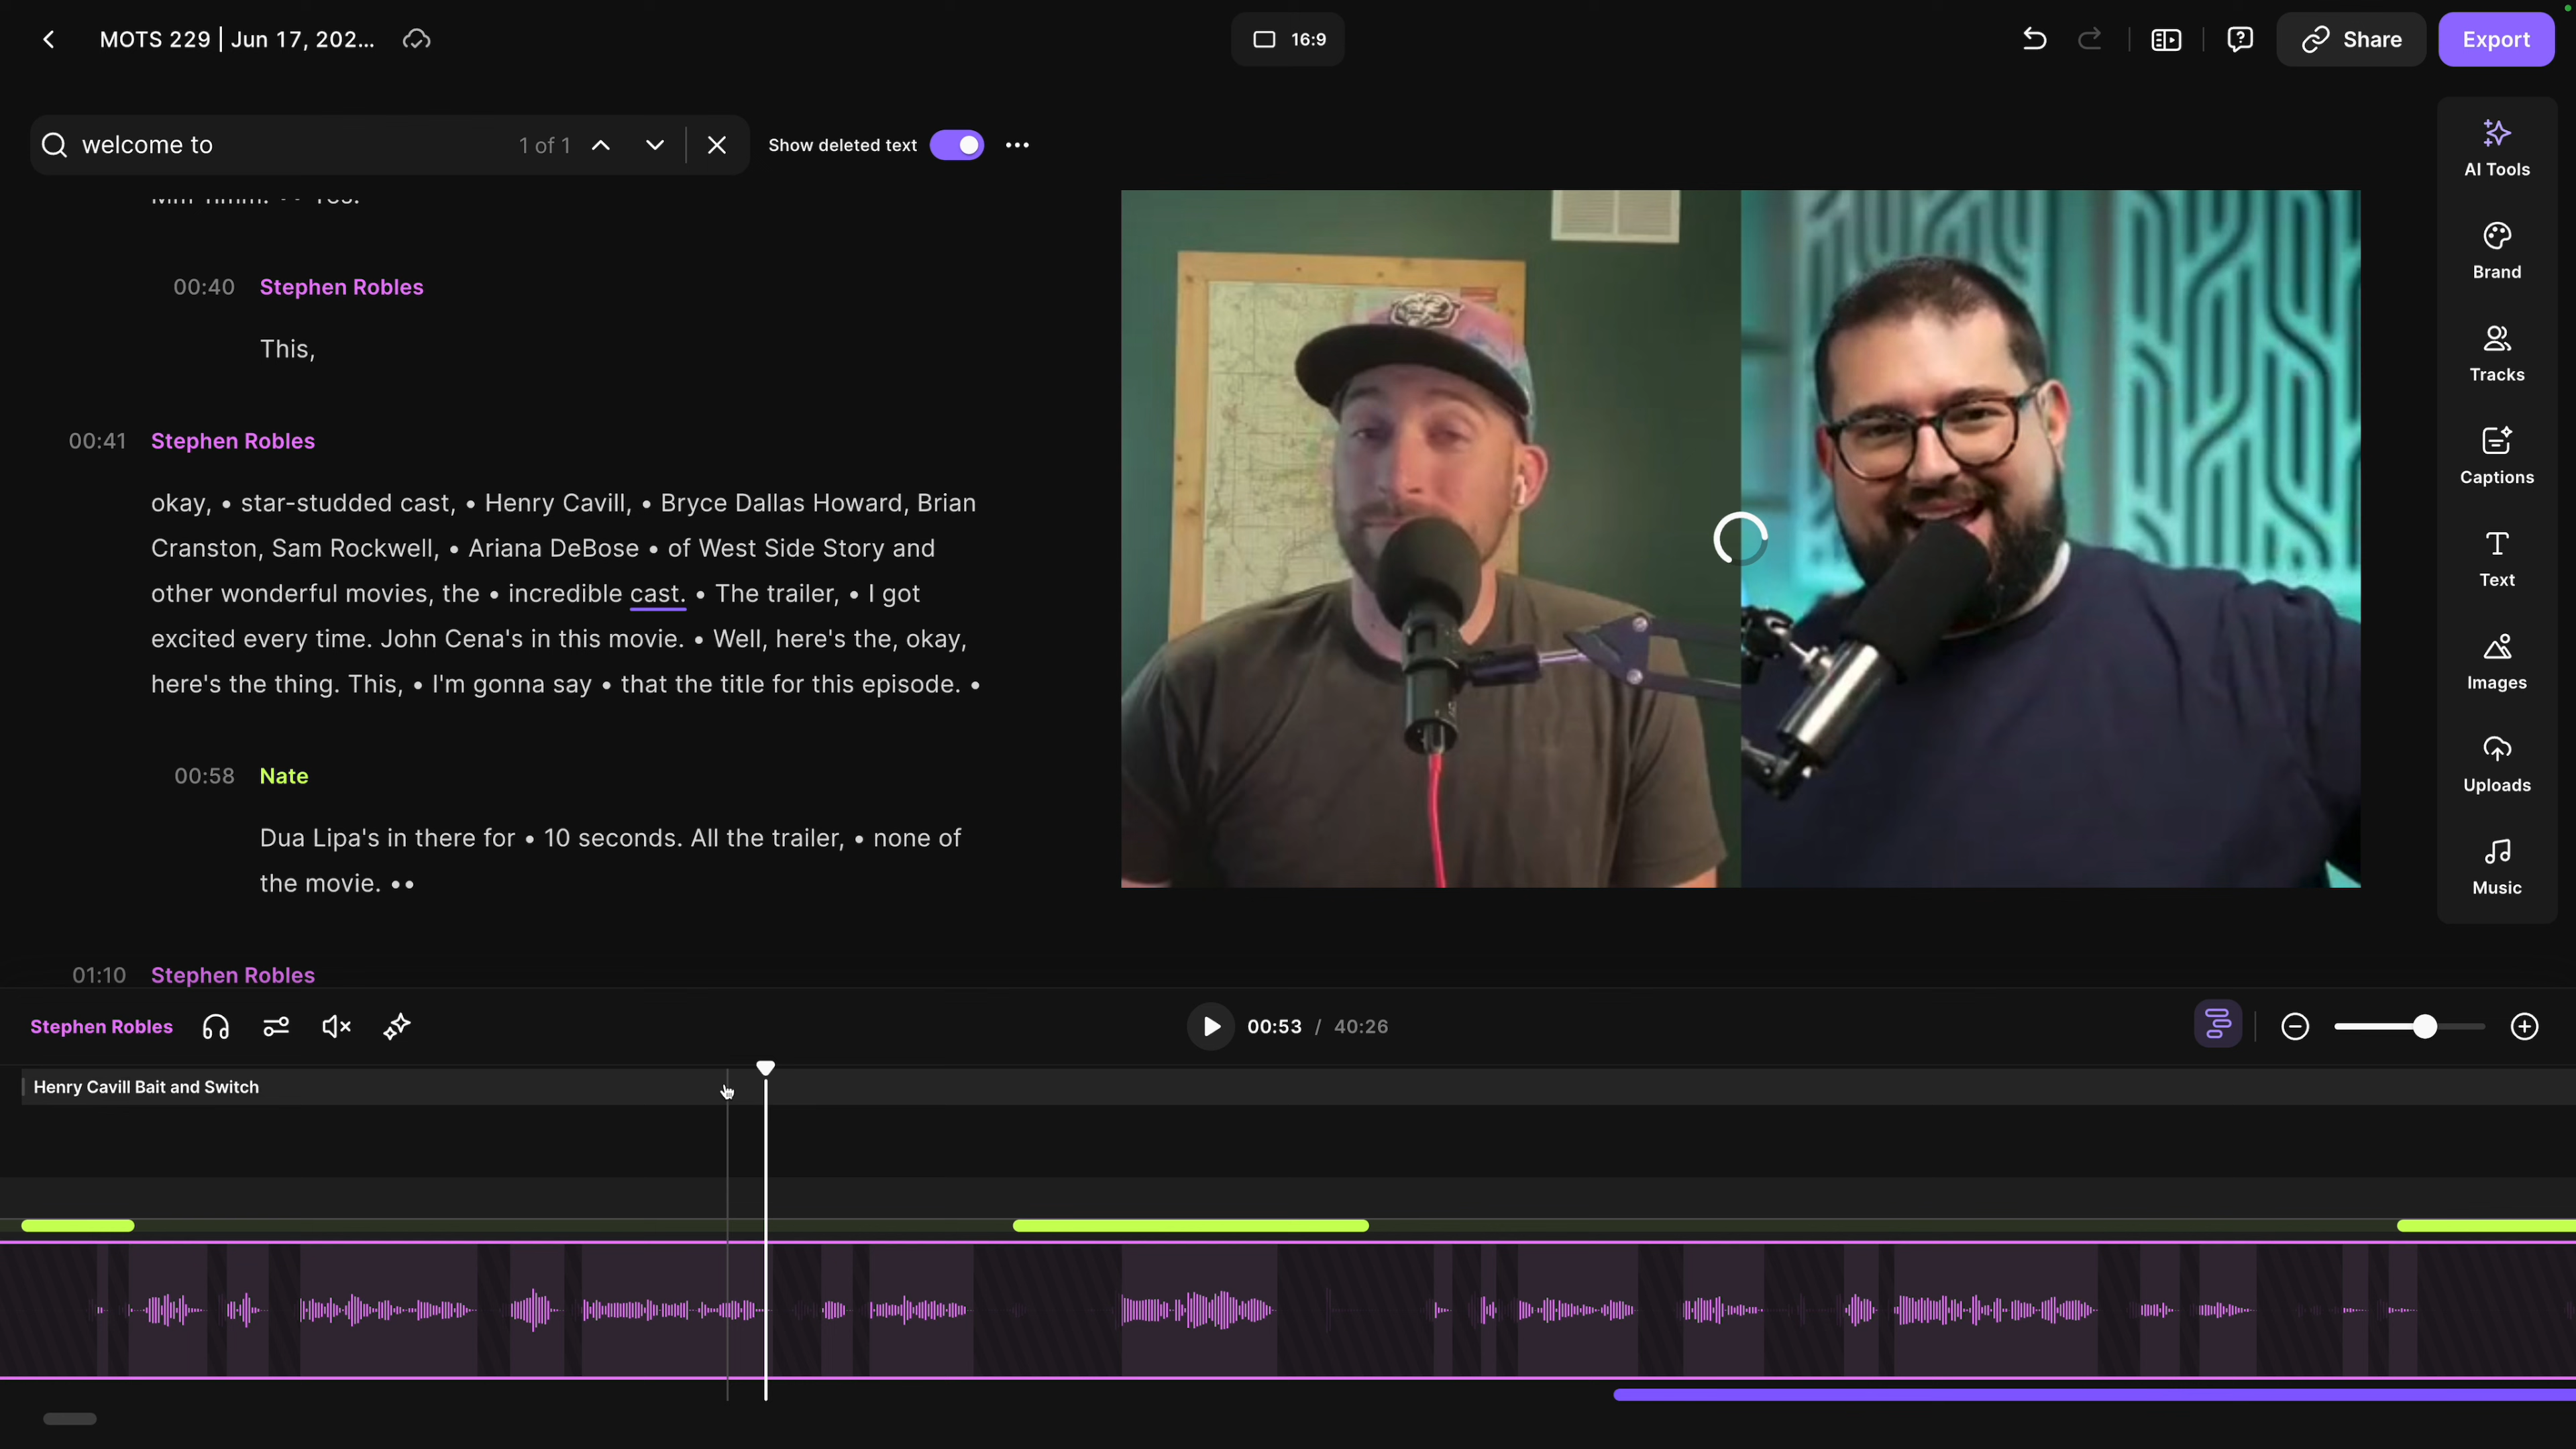 MOTS 229 | Jun 17, 202...
16:9
Share
Export
welcome to
1 of 1
Show deleted text
AI Tools
Brand
Tracks
Captions
Text
Images
Uploads
Music
00:40 Stephen Robles
This,
00:41 Stephen Robles
okay, • star-studded cast, • Henry Cavill, • Bryce Dallas Howard, Brian
Cranston, Sam Rockwell, • Ariana DeBose • of West Side Story and
other wonderful movies, the • incredible cast. • The trailer, • I got
excited every time. John Cena's in this movie. • Well, here's the, okay,
here's the thing. This, • I'm gonna say • that the title for this episode. •
00:58 Nate
Dua Lipa's in there for • 10 seconds. All the trailer, • none of
the movie. ••
01:10 Stephen Robles
Stephen Robles
00:53 / 40:26
Henry Cavill Bait and Switch